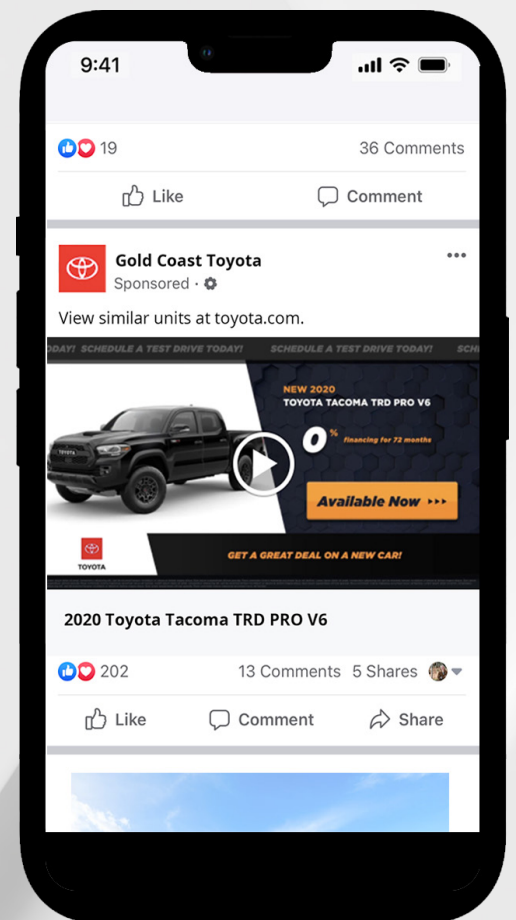 9:41
19
36 Comments
Like
Comment
Gold Coast Toyota
Sponsored ·
View similar units at toyota.com.
DAY! SCHEDULE A TEST DRIVE TODAY! SCHEDULE A TEST DRIVE TODAY! SCH
NEW 2020
TOYOTA TACOMA TRD PRO V6
0% financing for 72 months
Available Now
TOYOTA
TOYOTA
GET A GREAT DEAL ON A NEW CAR!
2020 Toyota Tacoma TRD PRO V6
202
13 Comments 5 Shares
Like
Comment
Share